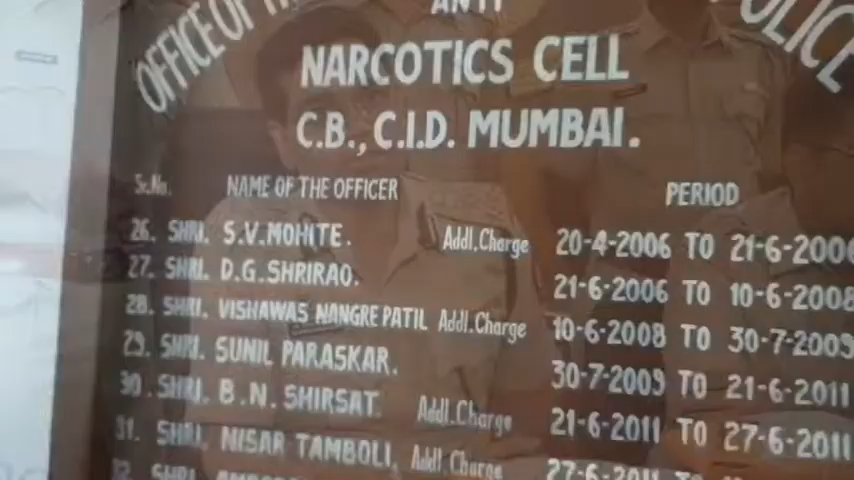 OFFICE OF
ANTI
POLICE
NARCOTICS CELL
C.B., C.I.D. MUMBAI.
Sr.No. NAME OF THE OFFICER PERIOD
26. SHRI. S.V.MOHITE. Addl.Charge 20-4-2006 TO 21-6-2006
27. SHRI. D.G.SHRIRAO. 21-6-2006 TO 10-6-2008
28. SHRI. VISHAWAS NANGRE PATIL Addl.Charge 10-6-2008 TO 30-7-2009
29. SHRI. SUNIL PARASKAR. 30-7-2009 TO 21-6-2011
30. SHRI. B.N. SHIRSAT. Addl.Charge 21-6-2011 TO 27-6-2011
31. SHRI. NISAR TAMBOLI. Addl.Charge 27-6-2011 TO
32. SHRI.